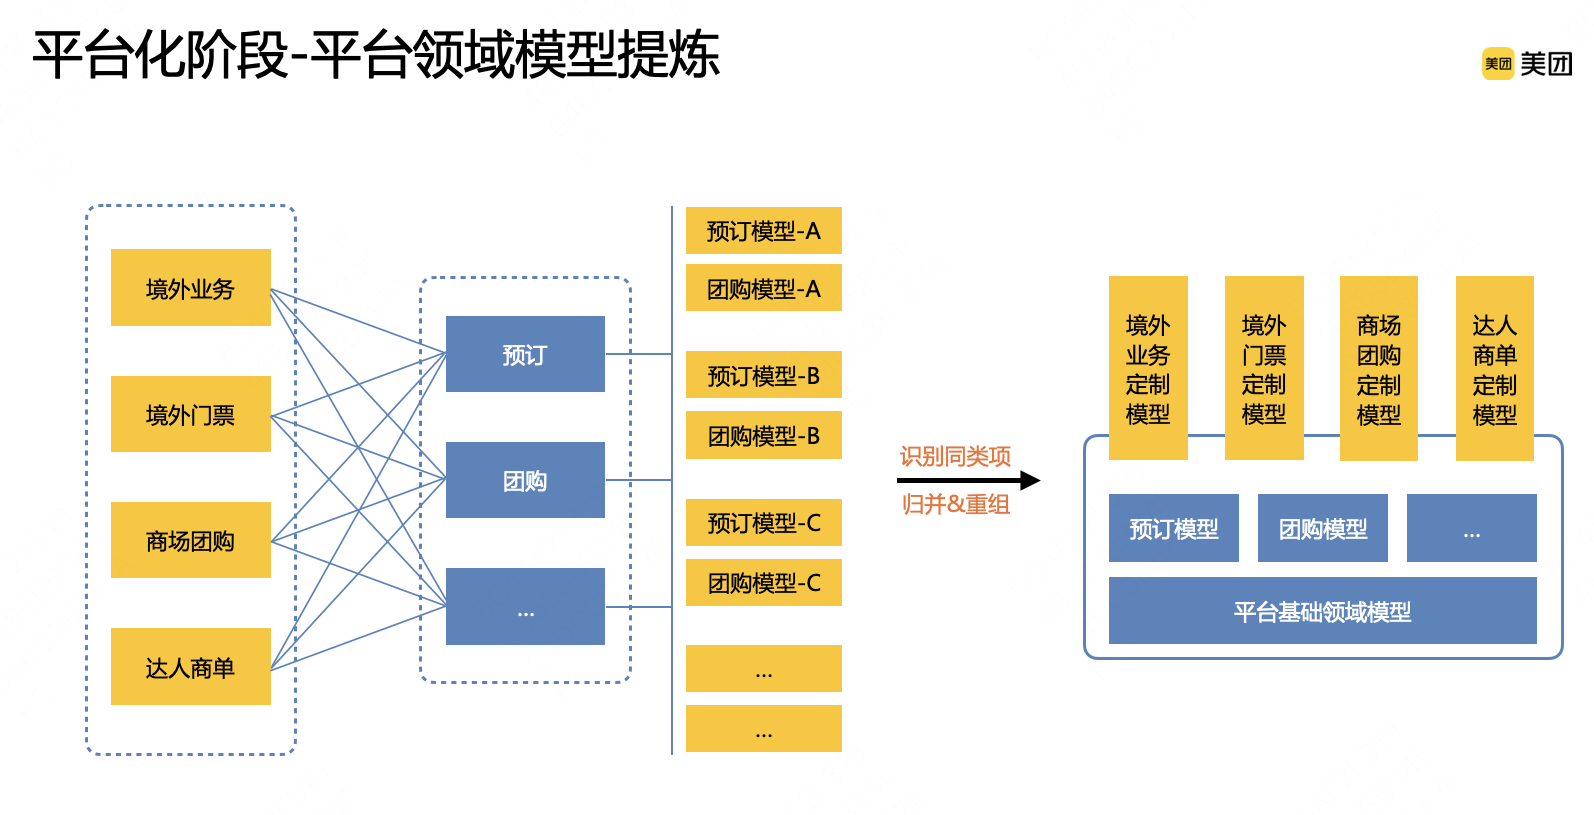 平台化阶段-平台领域模型提炼
美团 美团
境外业务
境外门票
商场团购
达人商单
预订
团购
...
预订模型-A
团购模型-A
预订模型-B
团购模型-B
预订模型-C
团购模型-C
...
...
识别同类项
归并&重组
境外
业务
定制
模型
境外
门票
定制
模型
商场
团购
定制
模型
达人
商单
定制
模型
预订模型
团购模型
...
平台基础领域模型